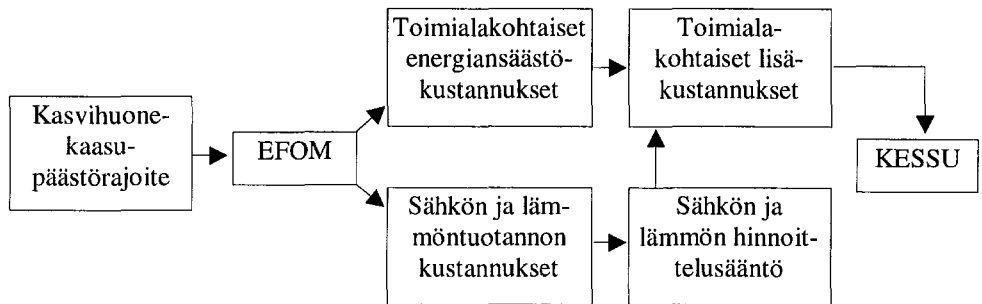 Kasvihuone-
kaasu-
päästörajoite
EFOM
Toimialakohtaiset
energiansäästö-
kustannukset
Sähkön ja läm-
möntuotannon
kustannukset
Toimiala-
kohtaiset lisä-
kustannukset
Sähkön ja
lämmön hinnoit-
telusääntö
KESSU